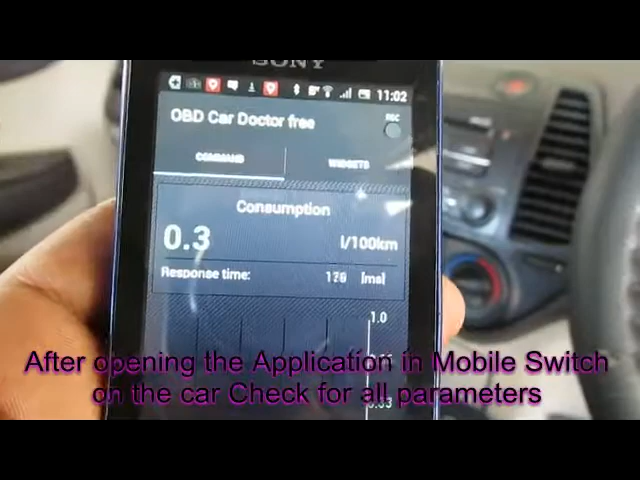 SONY
11:02
OBD Car Doctor free
REC
COMMAND
WIDGETS
Consumption
0.3 l/100km
Response time: [ms]
1.0
After opening the Application in Mobile Switch
on the car Check for all parameters